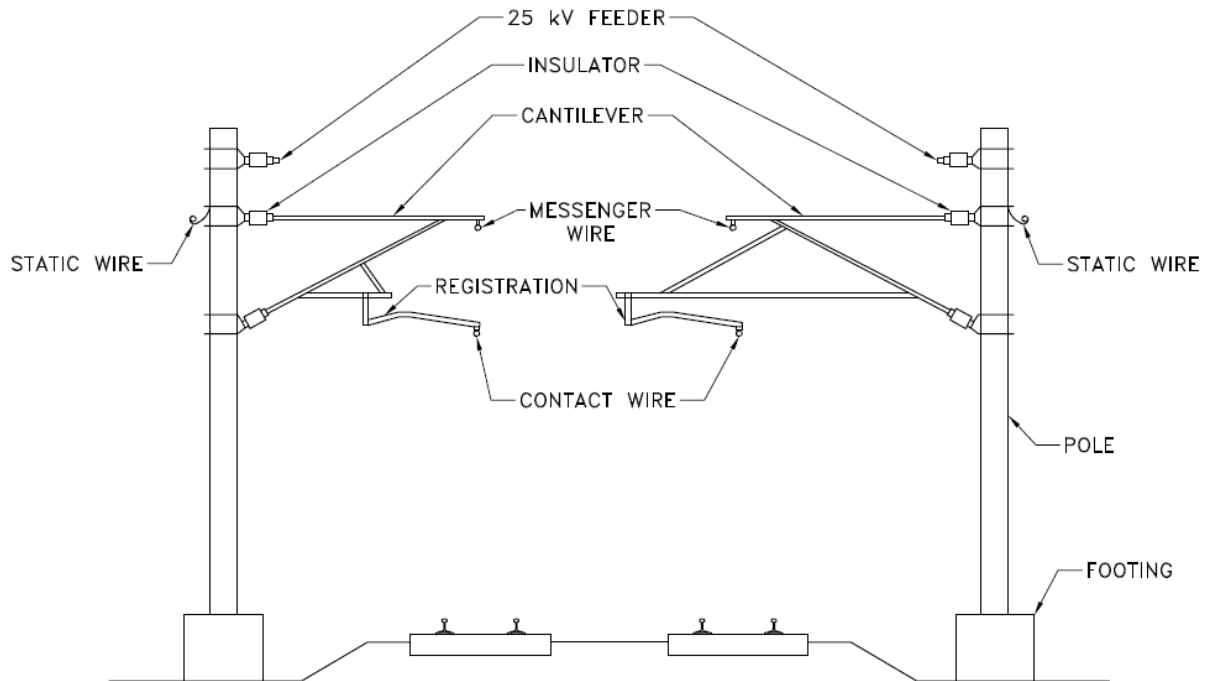 25 kV FEEDER
INSULATOR
CANTILEVER
MESSENGER
WIRE
STATIC WIRE
STATIC WIRE
REGISTRATION
CONTACT WIRE
POLE
FOOTING